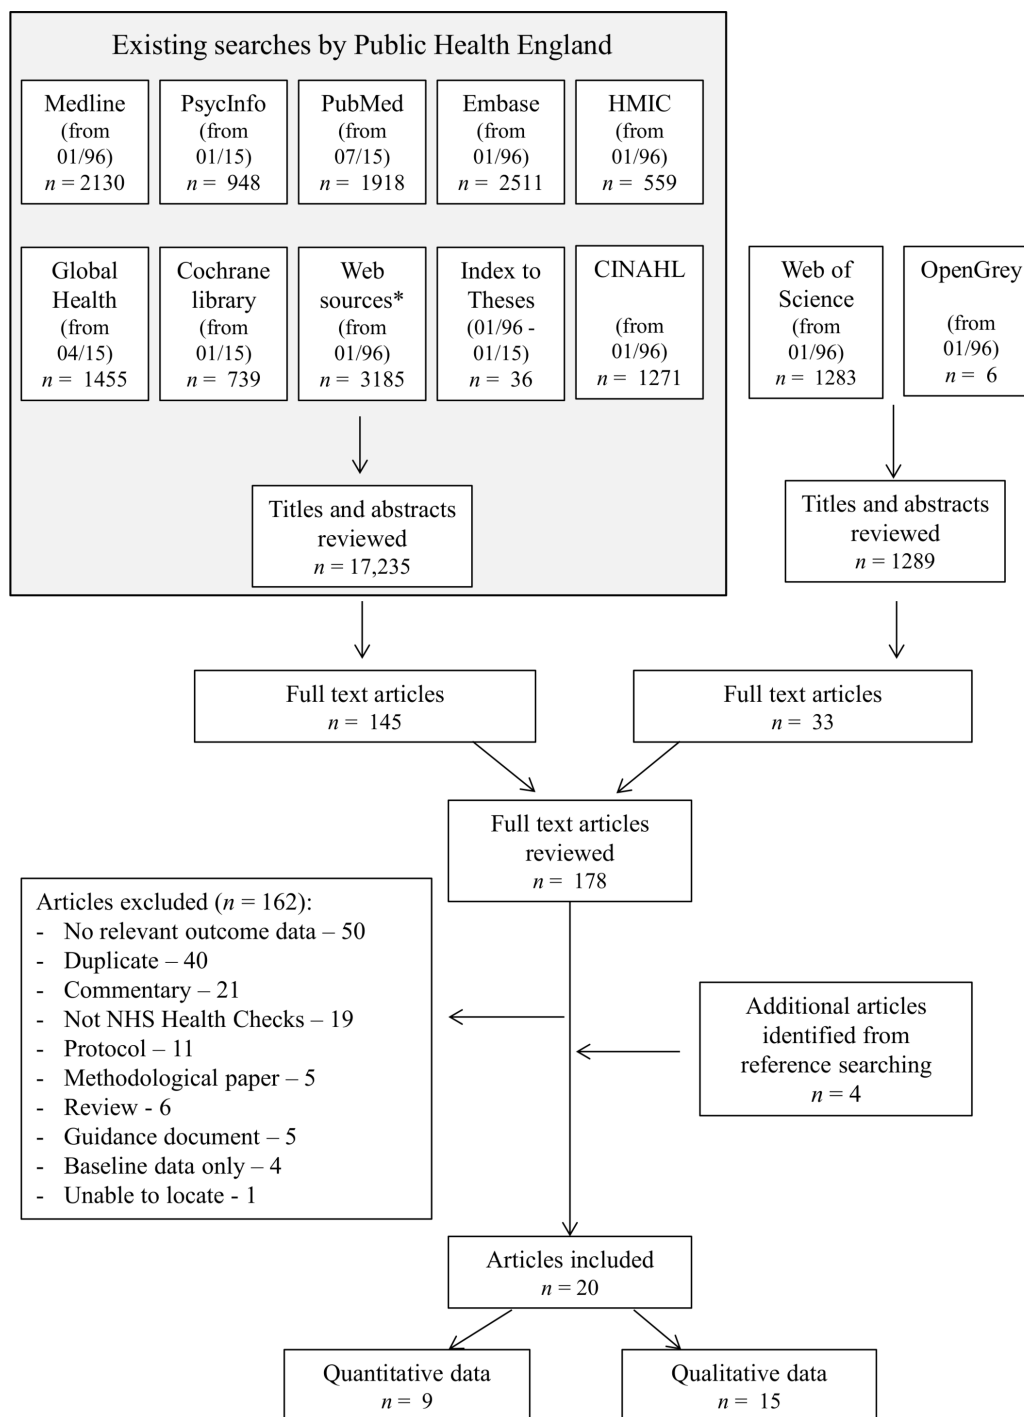 Existing searches by Public Health England
Medline
(from
01/96)
n = 2130
PsycInfo
(from
01/15)
n = 948
PubMed
(from
07/15)
n = 1918
Embase
(from
01/96)
n = 2511
HMIC
(from
01/96)
n = 559
Global
Health
(from
04/15)
n = 1455
Cochrane
library
(from
01/15)
n = 739
Web
sources*
(from
01/96)
n = 3185
Index to
Theses
(01/96 -
01/15)
n = 36
CINAHL
(from
01/96)
n = 1271
Web of
Science
(from
01/96)
n = 1283
OpenGrey
(from
01/96)
n = 6
Titles and abstracts
reviewed
n = 17,235
Titles and abstracts
reviewed
n = 1289
Full text articles
n = 145
Full text articles
n = 33
Full text articles
reviewed
n = 178
Articles excluded (n = 162):
- No relevant outcome data – 50
- Duplicate – 40
- Commentary – 21
- Not NHS Health Checks – 19
- Protocol – 11
- Methodological paper – 5
- Review - 6
- Guidance document – 5
- Baseline data only – 4
- Unable to locate - 1
Additional articles
identified from
reference searching
n = 4
Articles included
n = 20
Quantitative data
n = 9
Qualitative data
n = 15